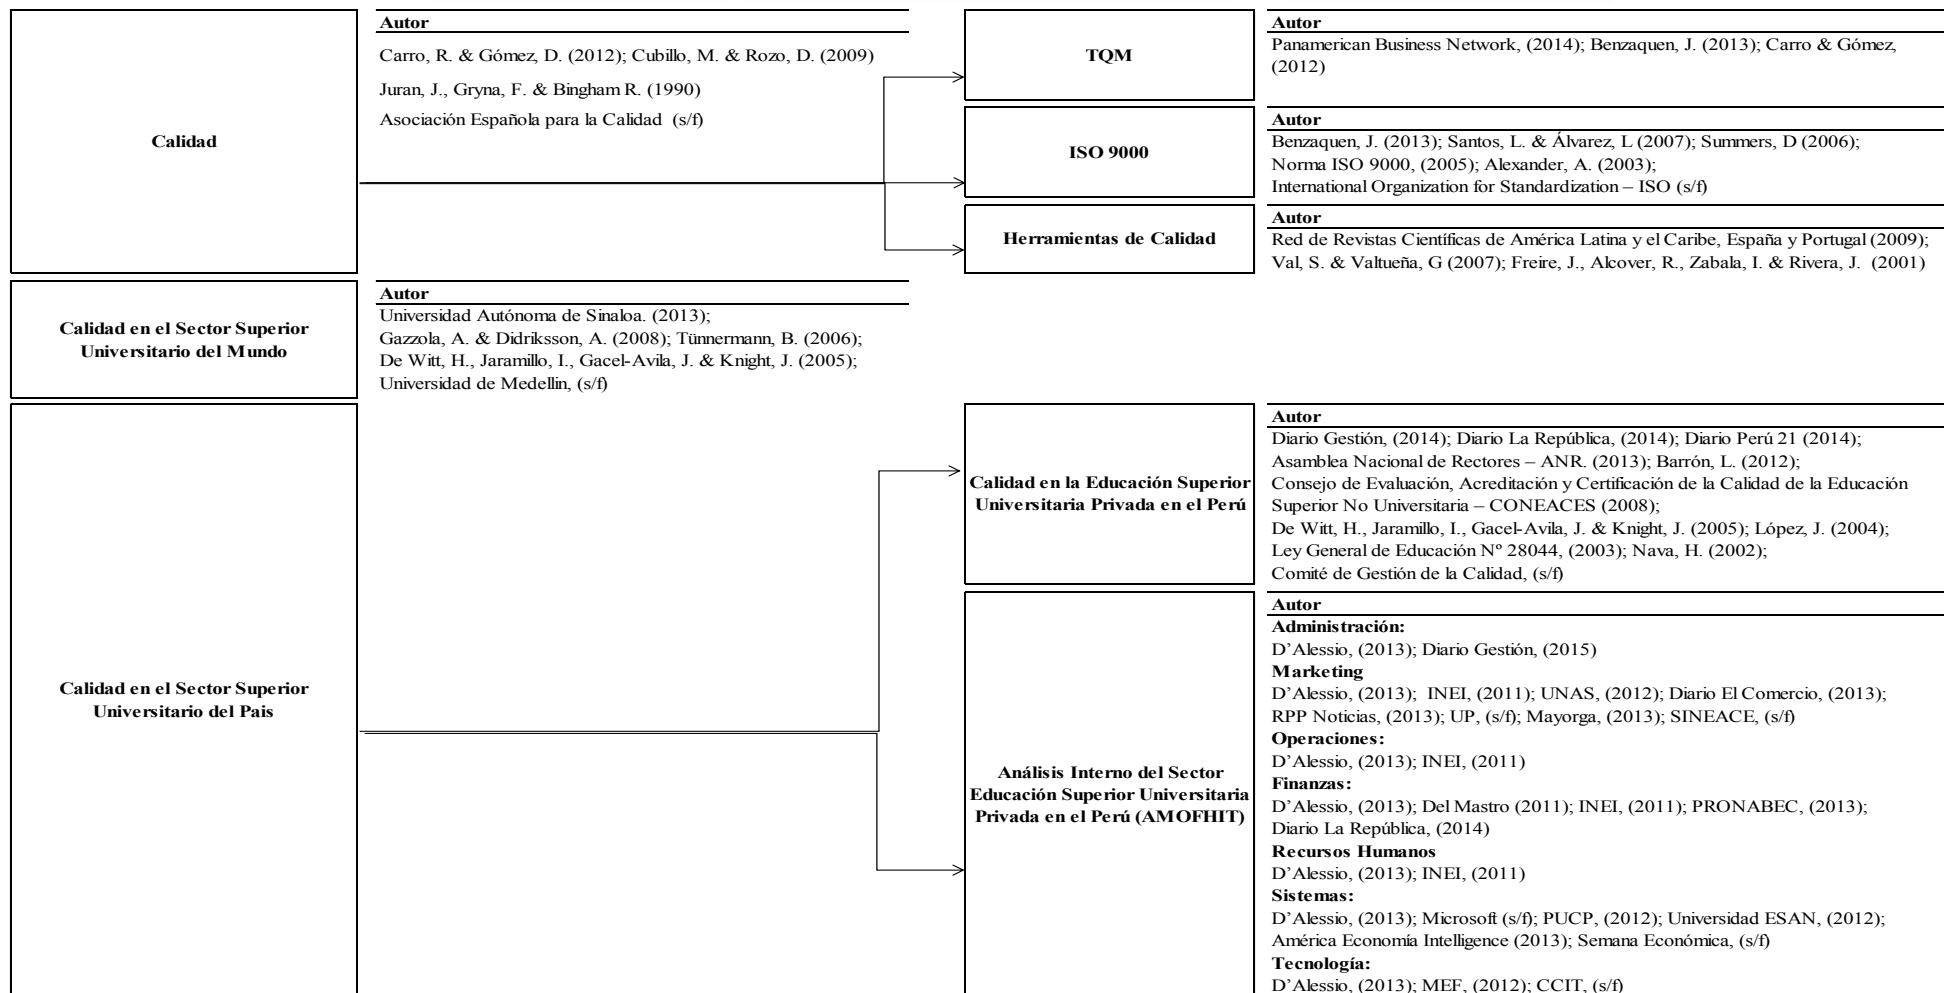 Calidad
Autor
Carro, R. & Gómez, D. (2012); Cubillo, M. & Rozo, D. (2009)
Juran, J., Gryna, F. & Bingham R. (1990)
Asociación Española para la Calidad (s/f)
TQM
Autor
Panamerican Business Network, (2014); Benzaquen, J. (2013); Carro & Gómez,
(2012)
ISO 9000
Autor
Benzaquen, J. (2013); Santos, L. & Álvarez, L (2007); Summers, D (2006);
Norma ISO 9000, (2005); Alexander, A. (2003);
International Organization for Standardization – ISO (s/f)
Herramientas de Calidad
Autor
Red de Revistas Científicas de América Latina y el Caribe, España y Portugal (2009);
Val, S. & Valtueña, G (2007); Freire, J., Alcover, R., Zabala, I. & Rivera, J. (2001)
Calidad en el Sector Superior
Universitario del Mundo
Autor
Universidad Autónoma de Sinaloa. (2013);
Gazzola, A. & Didriksson, A. (2008); Tünnermann, B. (2006);
De Witt, H., Jaramillo, I., Gacel-Avila, J. & Knight, J. (2005);
Universidad de Medellin, (s/f)
Calidad en el Sector Superior
Universitario del Pais
Calidad en la Educación Superior
Universitaria Privada en el Perú
Autor
Diario Gestión, (2014); Diario La República, (2014); Diario Perú 21 (2014);
Asamblea Nacional de Rectores – ANR. (2013); Barrón, L. (2012);
Consejo de Evaluación, Acreditación y Certificación de la Calidad de la Educación
Superior No Universitaria – CONEACES (2008);
De Witt, H., Jaramillo, I., Gacel-Avila, J. & Knight, J. (2005); López, J. (2004);
Ley General de Educación Nº 28044, (2003); Nava, H. (2002);
Comité de Gestión de la Calidad, (s/f)
Análisis Interno del Sector
Educación Superior Universitaria
Privada en el Perú (AMOFHIT)
Autor
Administración:
D’Alessio, (2013); Diario Gestión, (2015)
Marketing
D’Alessio, (2013); INEI, (2011); UNAS, (2012); Diario El Comercio, (2013);
RPP Noticias, (2013); UP, (s/f); Mayorga, (2013); SINEACE, (s/f)
Operaciones:
D’Alessio, (2013); INEI, (2011)
Finanzas:
D’Alessio, (2013); Del Mastro (2011); INEI, (2011); PRONABEC, (2013);
Diario La República, (2014)
Recursos Humanos
D’Alessio, (2013); INEI, (2011)
Sistemas:
D’Alessio, (2013); Microsoft (s/f); PUCP, (2012); Universidad ESAN, (2012);
América Economía Intelligence (2013); Semana Económica, (s/f)
Tecnología:
D’Alessio, (2013); MEF, (2012); CCIT, (s/f)